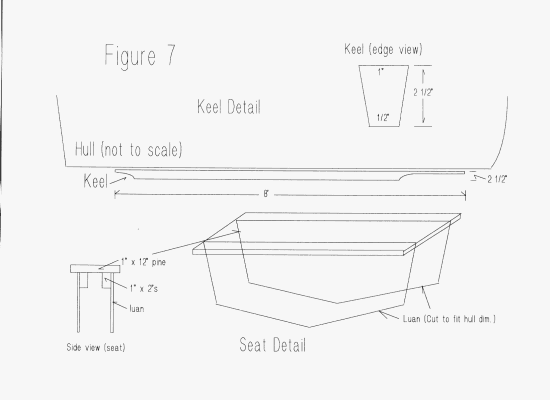 Figure 7
Keel (edge view)
1"
2 1/2"
1/2"
Keel Detail
Hull (not to scale)
Keel
2 1/2"
8'
1" x 12" pine
1" x 2"s
luan
Side view (seat)
Luan (Cut to fit hull dim.)
Seat Detail